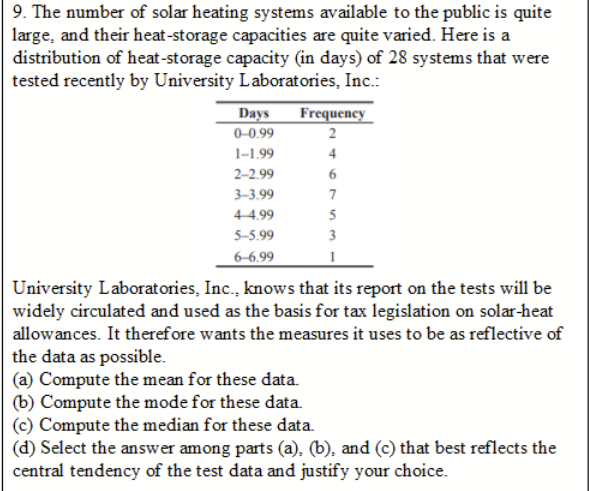 9. The number of solar heating systems available to the public is quite
large, and their heat-storage capacities are quite varied. Here is a
distribution of heat-storage capacity (in days) of 28 systems that were
tested recently by University Laboratories, Inc.:
Days Frequency
0–0.99 2
1–1.99 4
2–2.99 6
3–3.99 7
4–4.99 5
5–5.99 3
6–6.99 1
University Laboratories, Inc., knows that its report on the tests will be
widely circulated and used as the basis for tax legislation on solar-heat
allowances. It therefore wants the measures it uses to be as reflective of
the data as possible.
(a) Compute the mean for these data.
(b) Compute the mode for these data.
(c) Compute the median for these data.
(d) Select the answer among parts (a), (b), and (c) that best reflects the
central tendency of the test data and justify your choice.